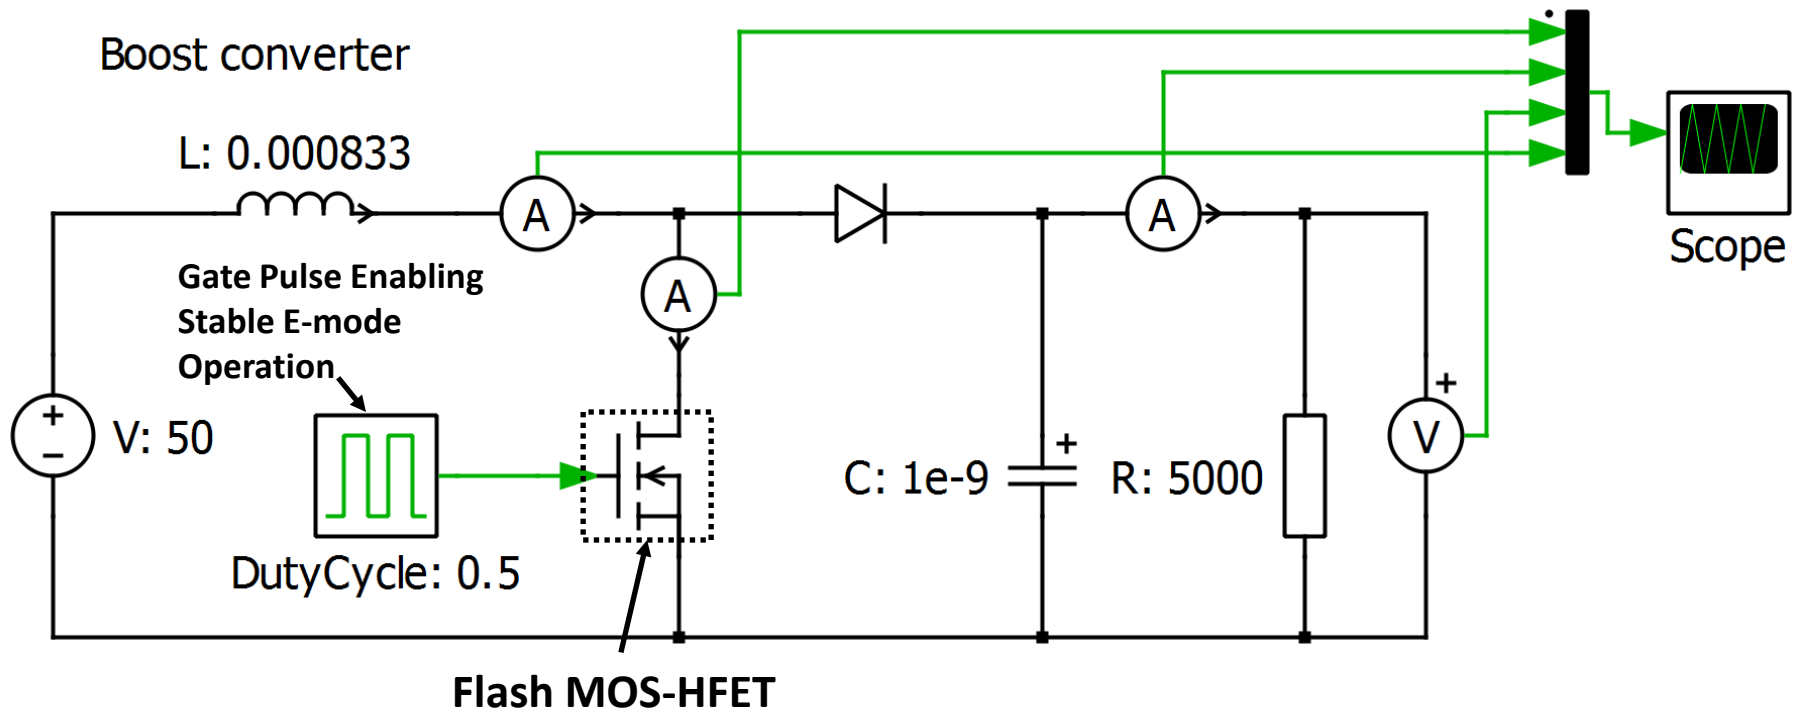 Boost converter
L: 0.000833
A
A
Scope
Gate Pulse Enabling
Stable E-mode
Operation
A
+
−
V: 50
DutyCycle: 0.5
C: 1e-9
+
R: 5000
+
V
Flash MOS-HFET